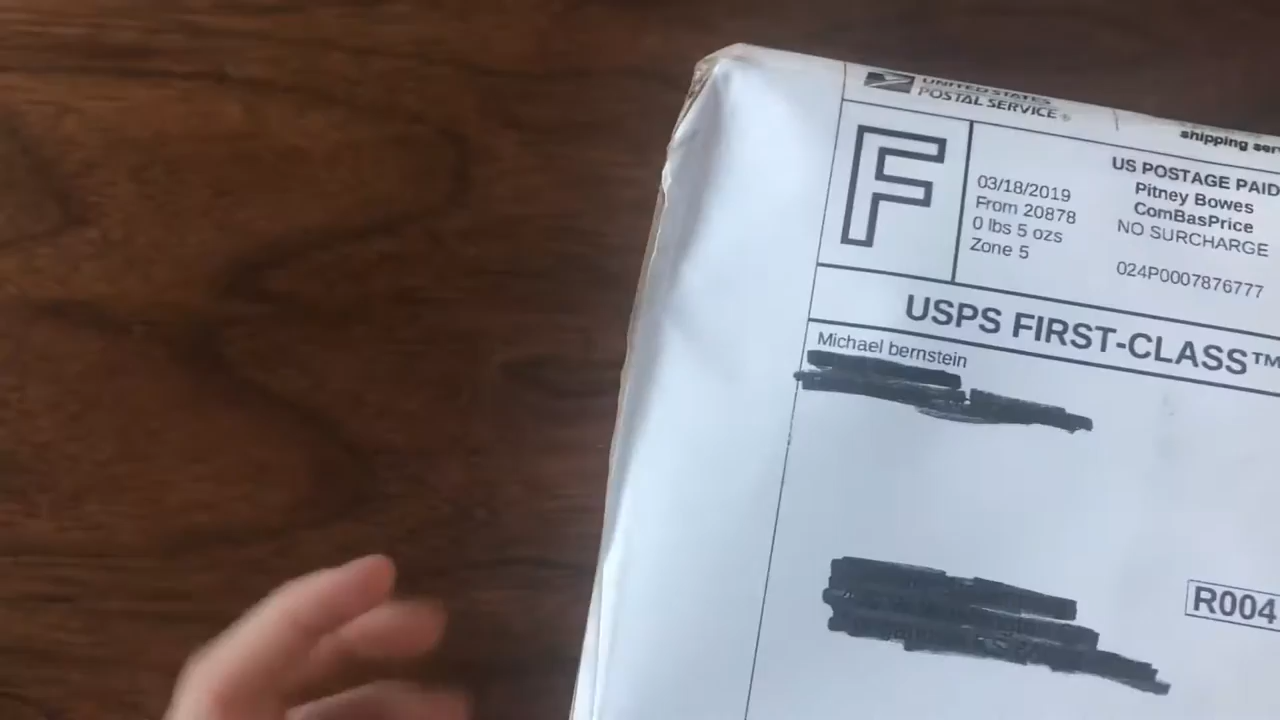 UNITED STATES
POSTAL SERVICE®
shipping
F
03/18/2019
From 20878
0 lbs 5 ozs
Zone 5
US POSTAGE PAID
Pitney Bowes
ComBasPrice
NO SURCHARGE
024P0007876777
USPS FIRST-CLASS™
Michael bernstein
R004